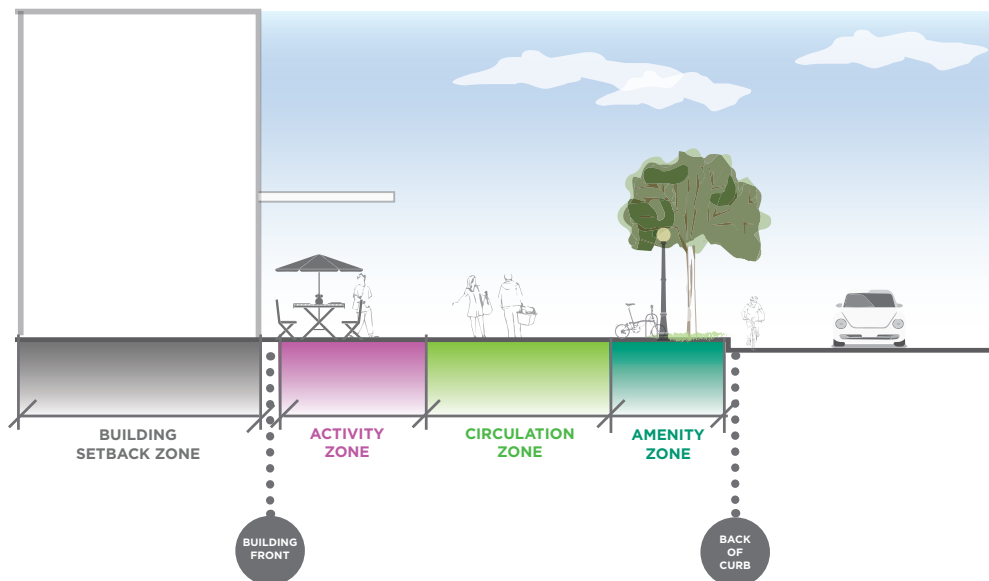 BUILDING
SETBACK ZONE
ACTIVITY
ZONE
CIRCULATION
ZONE
AMENITY
ZONE
BUILDING
FRONT
BACK
OF
CURB